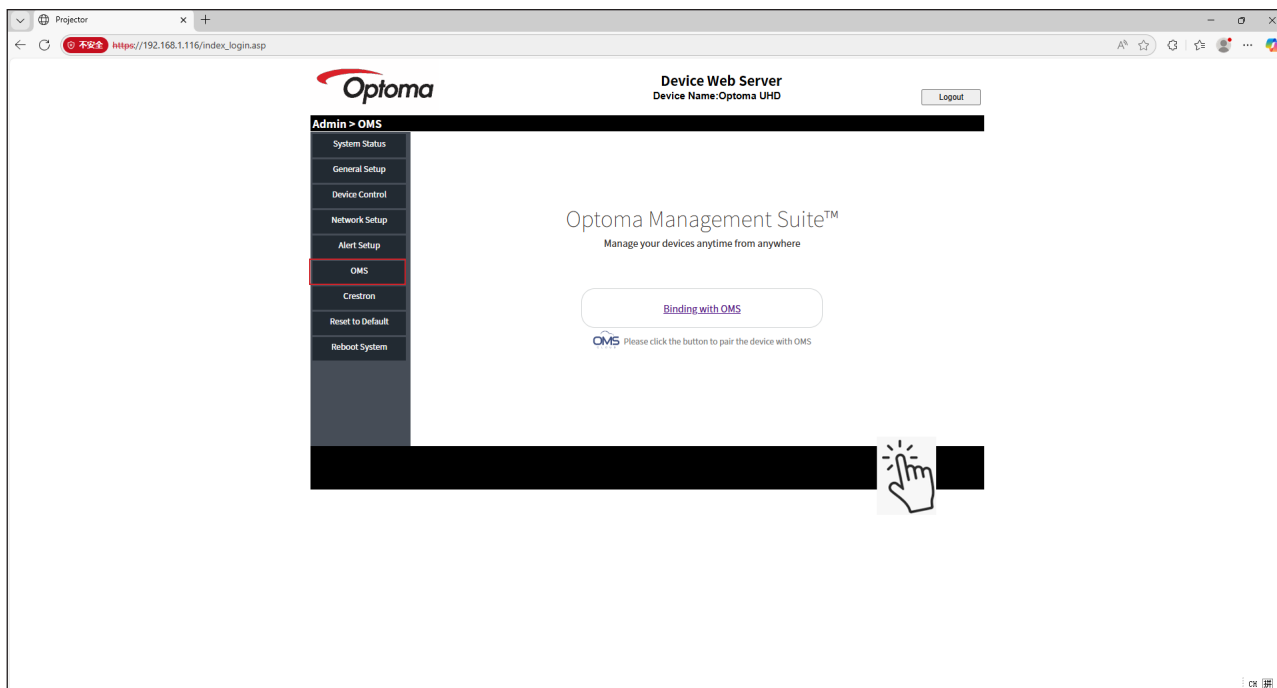 Projector
不安全 https://192.168.1.116/index_login.asp
Optoma
Device Web Server
Device Name:Optoma UHD
Logout
Admin > OMS
System Status
General Setup
Device Control
Network Setup
Alert Setup
OMS
Crestron
Reset to Default
Reboot System
Optoma Management Suite™
Manage your devices anytime from anywhere
Binding with OMS
OMS Please click the button to pair the device with OMS
CH 拼